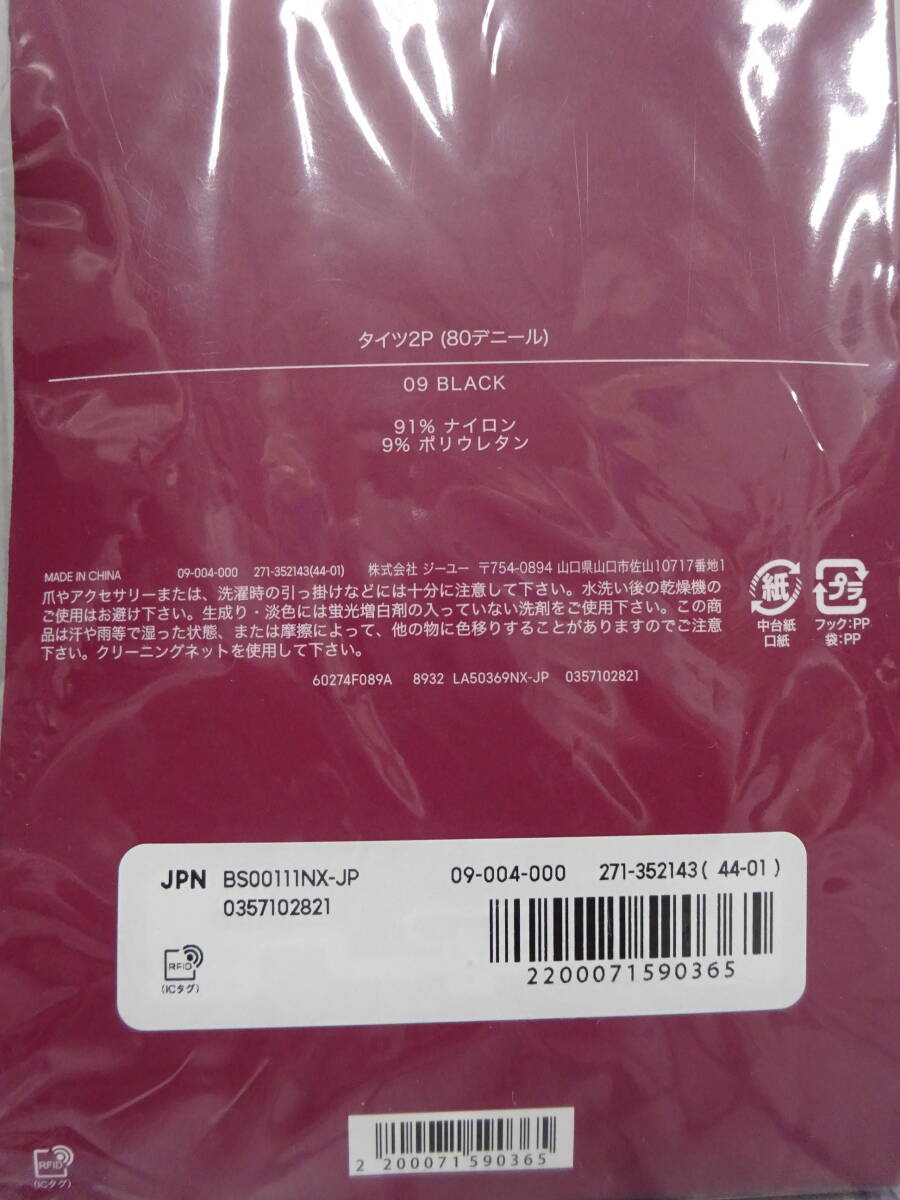 タイツ2P (80デニール)
09 BLACK
91% ナイロン
9% ポリウレタン
MADE IN CHINA 09-004-000 271-352143(44-01) 株式会社 ジーユー 〒754-0894 山口県山口市佐山10717番地1
爪やアクセサリーまたは、洗濯時の引っ掛けなどには十分に注意して下さい。水洗い後の乾燥機の
ご使用はお避け下さい。生成り・淡色には蛍光増白剤の入っていない洗剤をご使用下さい。この商
品は汗や雨等で湿った状態、または摩擦によって、他の物に色移りすることがありますのでご注意
下さい。クリーニングネットを使用して下さい。
紙
中台紙
口紙
プラ
フック:PP
袋:PP
60274F089A 8932 LA50369NX-JP 0357102821
JPN BS00111NX-JP 09-004-000 271-352143( 44-01 )
0357102821
RFID
(ICタグ)
2200071590365
2 200071590365
RFID
(ICタグ)